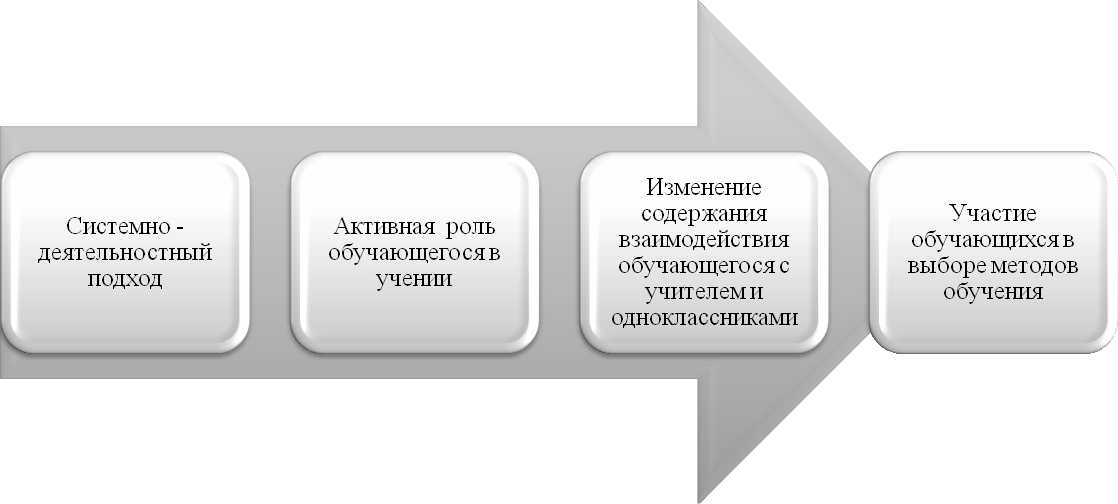 Системно -
деятельностный
подход
Активная роль
обучающегося в
учении
Изменение
содержания
взаимодействия
обучающегося с
учителем и
одноклассниками
Участие
обучающихся в
выборе методов
обучения